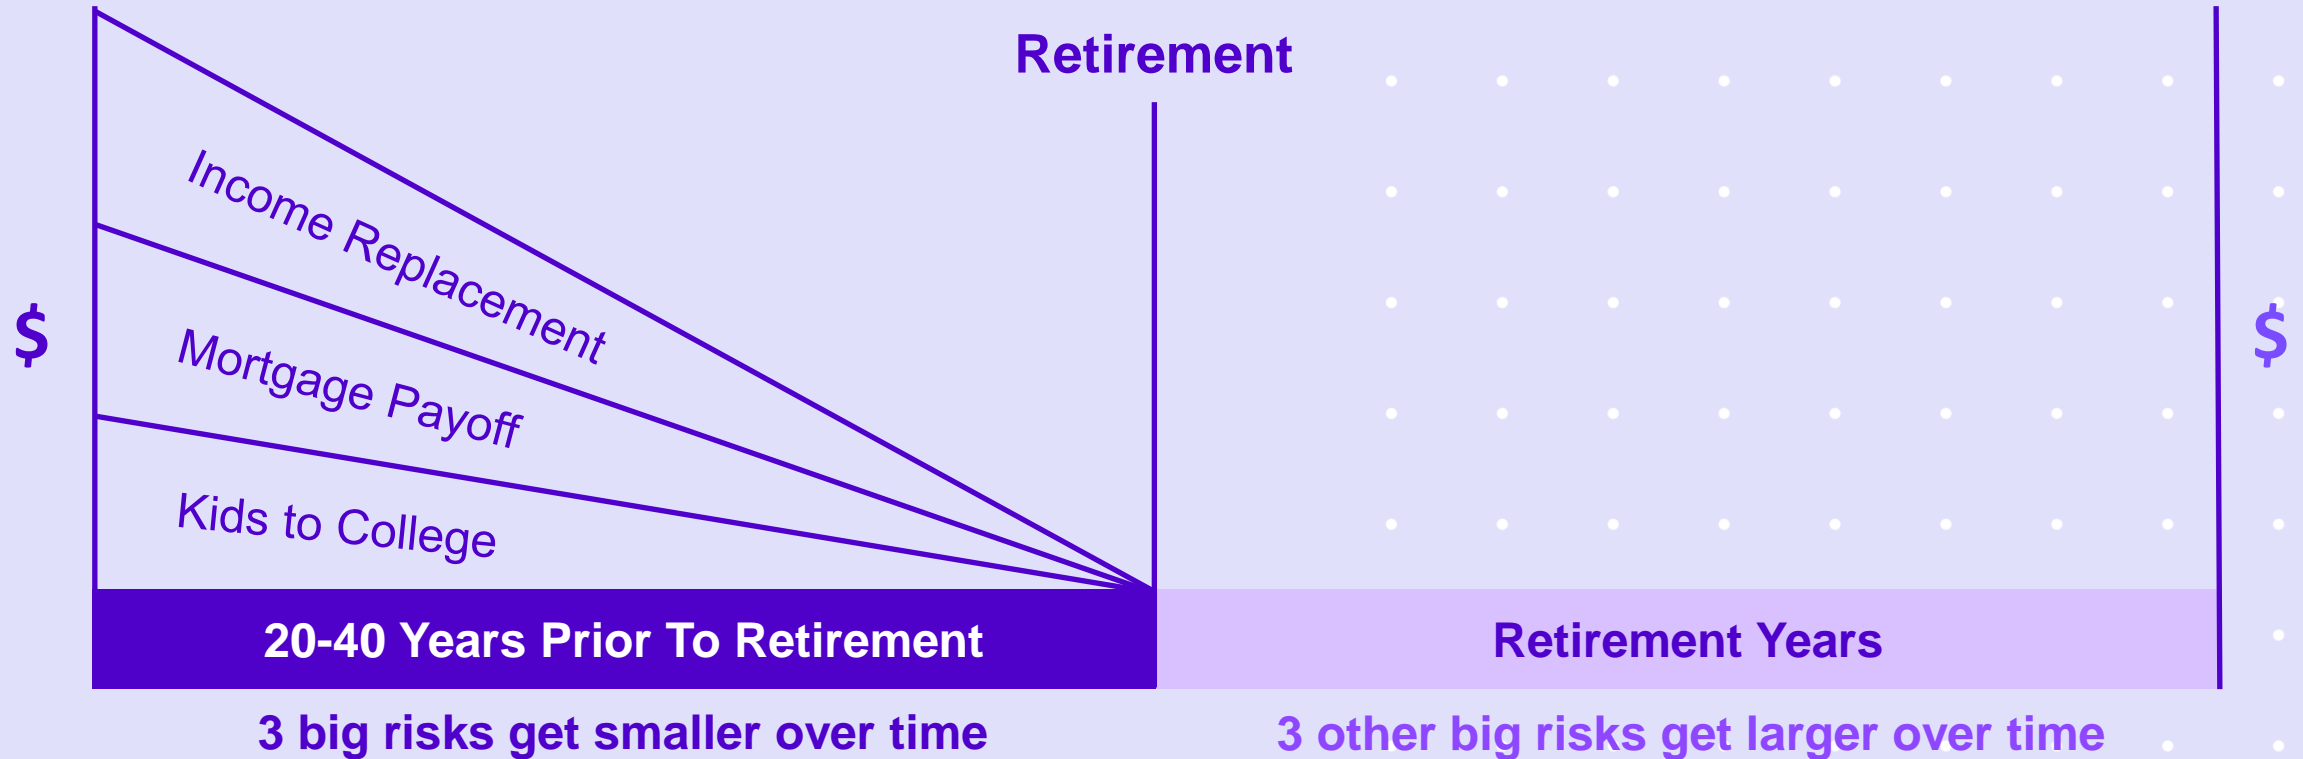 Retirement
Income Replacement
Mortgage Payoff
Kids to College
$
$
20-40 Years Prior To Retirement
Retirement Years
3 big risks get smaller over time
3 other big risks get larger over time